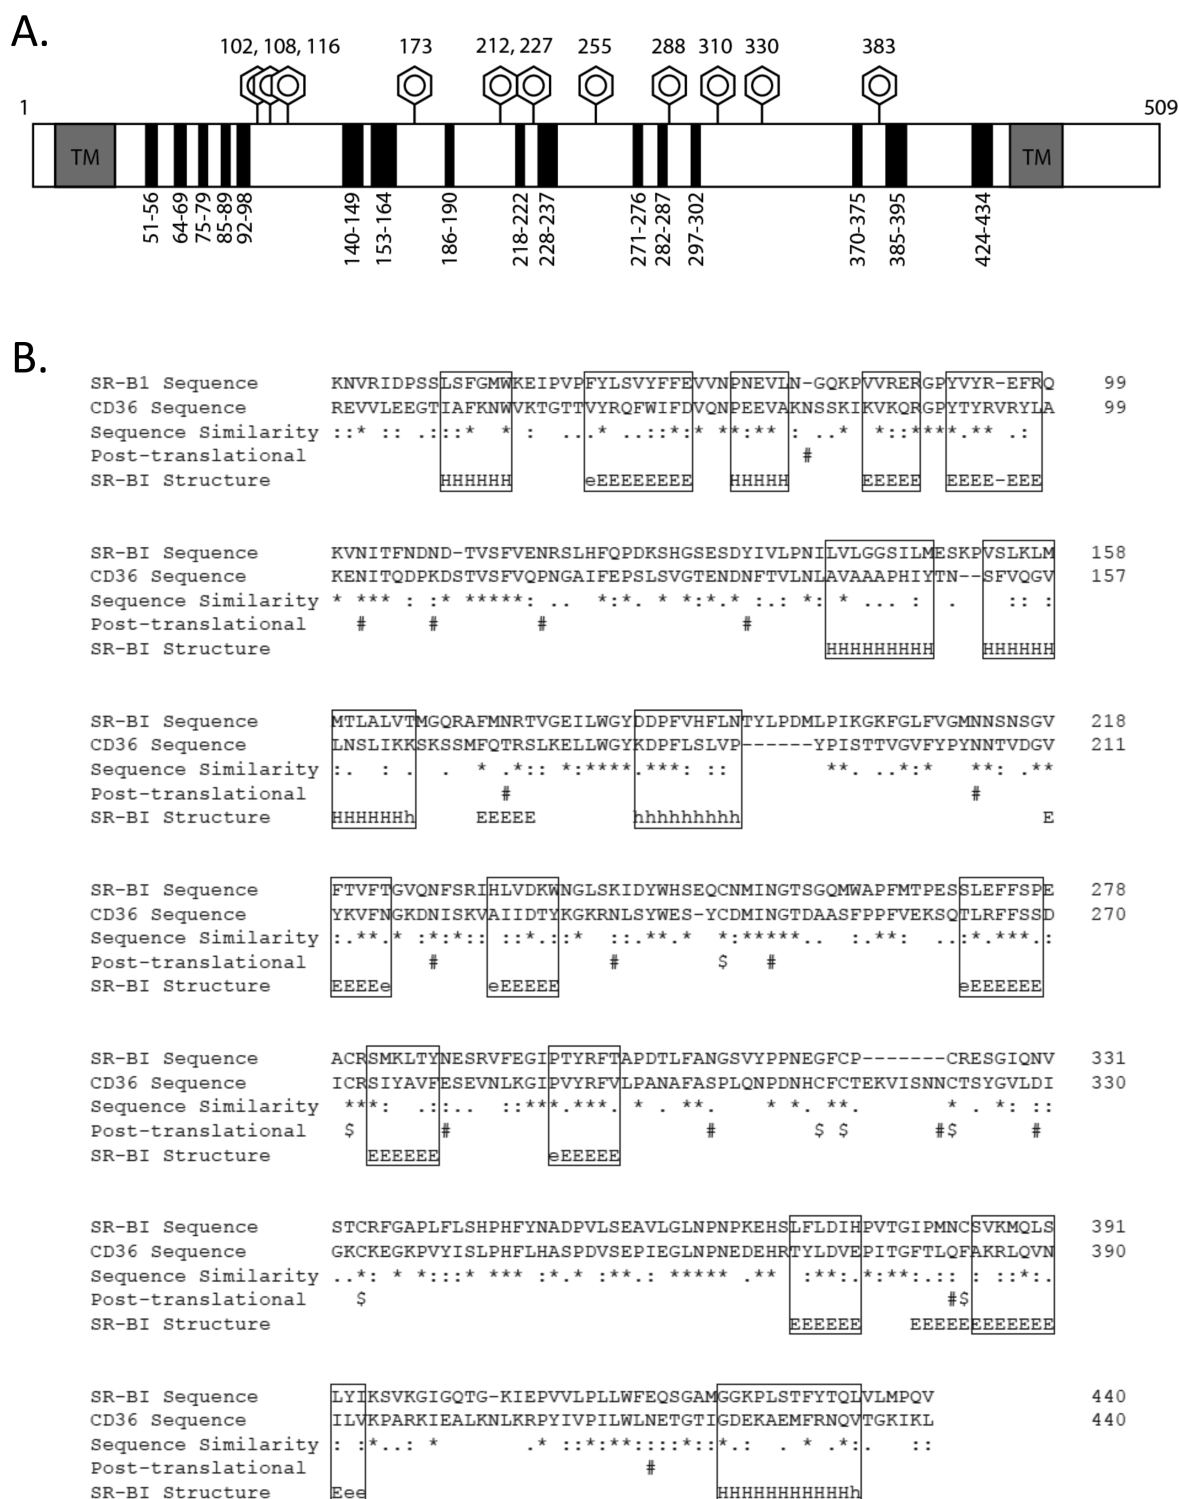 A.
102, 108, 116 173 212, 227 255 288 310 330 383
1 509
TM TM
51-56 64-69 75-79 85-89 92-98 140-149 153-164 186-190 218-222 228-237 271-276 282-287 297-302 370-375 385-395 424-434
B.
SR-B1 Sequence KNVRIDPSSLSFGMWKEIPVPFYLSVYFFEVVNPNEVLN-GQKPVVRERGPYVYR-EFRQ 99
CD36 Sequence REVVLEEGTIAFKNWVKTGTTVYRQFWIFDVQNPEEVAKNSSKIKVKQRGPYTYRVRYLA 99
Sequence Similarity ::* :: .::: * : ...* ..::*:* **:** : ..* *::****.** .:
Post-translational #
SR-BI Structure HHHHHH eEEEEEEEE HHHHH EEEEE EEEE-EEE
SR-BI Sequence KVNITFNDND-TVSFVENRSLHFQPDKSHGSESDYIVLPNILVLGGSILMESKPVSLKLM 158
CD36 Sequence KENITQDPKDSTVSFVQPNGAIFEPSLSVGTENDNFTVLNLAVAAAPHIYTN--SFVQGV 157
Sequence Similarity * *** : :* *****: .. *:*. * *:*.* :.: *: * ... : . :: :
Post-translational # # # #
SR-BI Structure HHHHHHHHH HHHHHH
SR-BI Sequence MTLALVTMGQRAFMNRTVGEILWGYDDPFVHFLNTYLPDMLPIKGKFGLFVGMNNSNSGV 218
CD36 Sequence LNSLIKKSKSSMFQTRSLKELLWGYKDPFLSLVP------YPISTTVGVFYPYNNTVDGV 211
Sequence Similarity :. : . . * .*:: *:****.***: :: **. ..*:* **: .**
Post-translational # #
SR-BI Structure HHHHHHh EEEEE hhhhhhhhh E
SR-BI Sequence FTVFTGVQNFSRIHLVDKWNGLSKIDYWHSEQCNMINGTSGQMWAPFMTPESSLEFFSPE 278
CD36 Sequence YKVFNGKDNISKVAIIDTYKGKRNLSYWES-YCDMINGTDAASFPPFVEKSQTLRFFSSD 270
Sequence Similarity :.**.* :*:*:: ::*.::* ::.**.* *:*****.. :.**: ..:*.***.:
Post-translational # # $ #
SR-BI Structure EEEEe eEEEEE eEEEEEE
SR-BI Sequence ACRSMKLTYNESRVFEGIPTYRFTAPDTLFANGSVYPPNEGFCP-------CRESGIQNV 331
CD36 Sequence ICRSIYAVFESEVNLKGIPVYRFVLPANAFASPLQNPDNHCFCTEKVISNNCTSYGVLDI 330
Sequence Similarity ***: .::.. ::***.***. * . **. * *. **. * . *: ::
Post-translational $ # # $ $ #$ #
SR-BI Structure EEEEEE eEEEEE
SR-BI Sequence STCRFGAPLFLSHPHFYNADPVLSEAVLGLNPNPKEHSLFLDIHPVTGIPMNCSVKMQLS 391
CD36 Sequence GKCKEGKPVYISLPHFLHASPDVSEPIEGLNPNEDEHRTYLDVEPITGFTLQFAKRLQVN 390
Sequence Similarity ..*: * *:::* *** :*.* :**.: ***** .** :**:.*:**:.:: : ::*:.
Post-translational $ #$
SR-BI Structure EEEEEE EEEEEEEEEEEE
SR-BI Sequence LYIKSVKGIGQTG-KIEPVVLPLLWFEQSGAMGGKPLSTFYTQLVLMPQV 440
CD36 Sequence ILVKPARKIEALKNLKRPYIVPILWLNETGTIGDEKAEMFRNQVTGKIKL 440
Sequence Similarity : :*..: * .* ::*:**::::*::*.: . * .*:. ::
Post-translational #
SR-BI Structure Eee HHHHHHHHHHHh